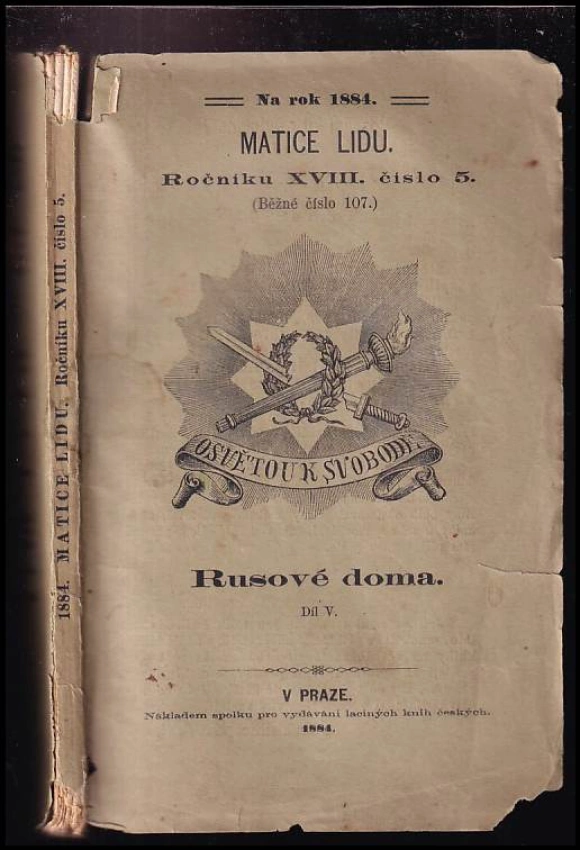 Na rok 1884.
MATICE LIDU.
Ročníku XVIII. číslo 5.
(Běžné číslo 107.)
OSVĚTOU K SVOBODĚ.
Rusové doma.
Díl V.
V PRAZE.
Nákladem spolku pro vydávání laciných knih českých.
1884.
1884. MATICE LIDU. Ročníku XVIII. číslo 5.